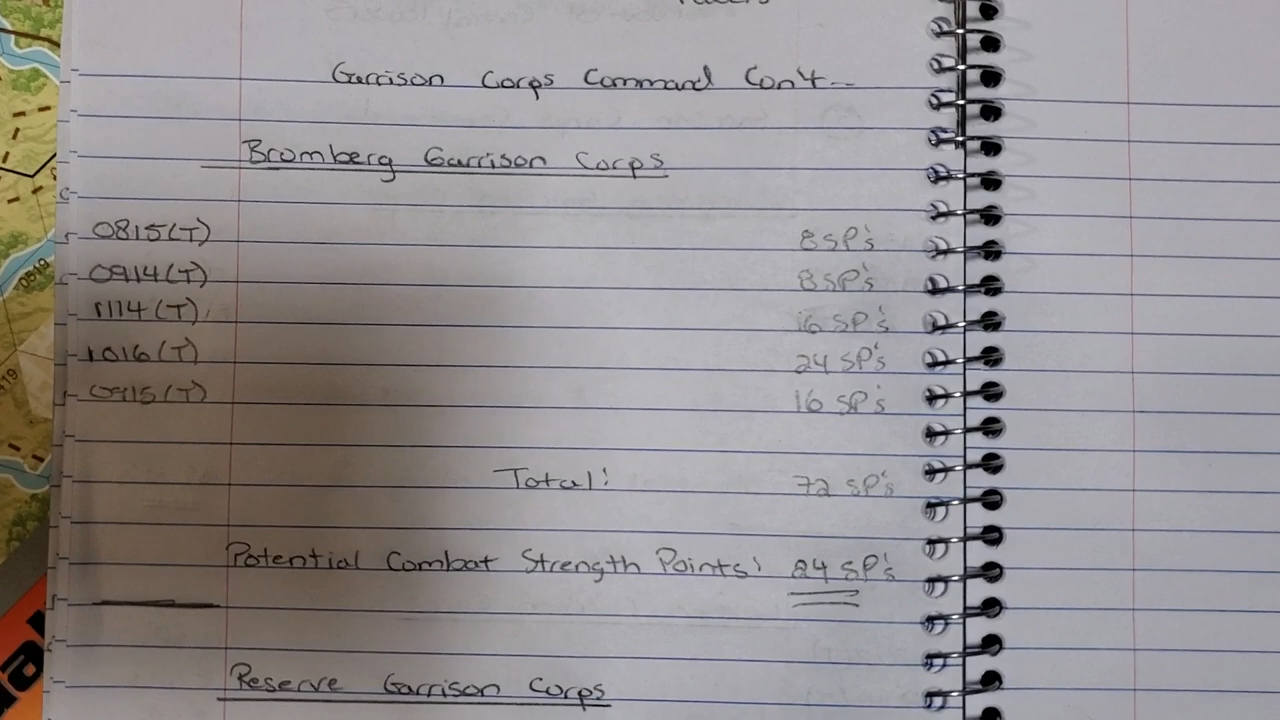 Garrison Corps Command Con't--
Bromberg Garrison Corps
0815(T) 8 SP's
0914(T) 8 SP's
1114(T) 16 SP's
1016(T) 24 SP's
0915(T) 16 SP's
Total: 72 SP's
Potential Combat Strength Points: 24 SP's
Reserve Garrison Corps
0519